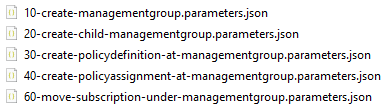 10-create-managementgroup.parameters.json
20-create-child-managementgroup.parameters.json
30-create-policydefinition-at-managementgroup.parameters.json
40-create-policyassignment-at-managementgroup.parameters.json
60-move-subscription-under-managementgroup.parameters.json